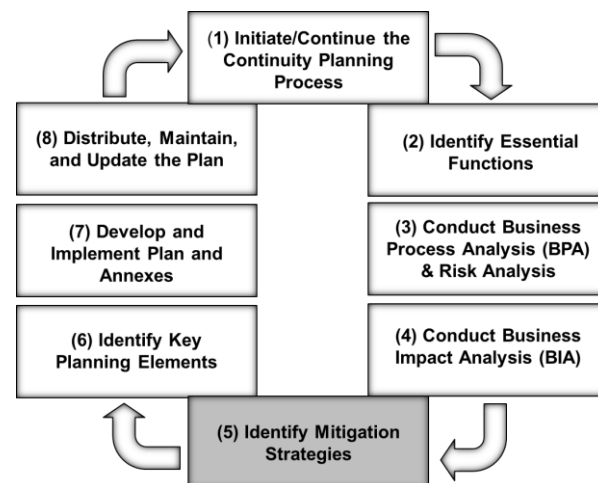 (1) Initiate/Continue the
Continuity Planning
Process
(2) Identify Essential
Functions
(3) Conduct Business
Process Analysis (BPA)
& Risk Analysis
(4) Conduct Business
Impact Analysis (BIA)
(5) Identify Mitigation
Strategies
(6) Identify Key
Planning Elements
(7) Develop and
Implement Plan and
Annexes
(8) Distribute, Maintain,
and Update the Plan